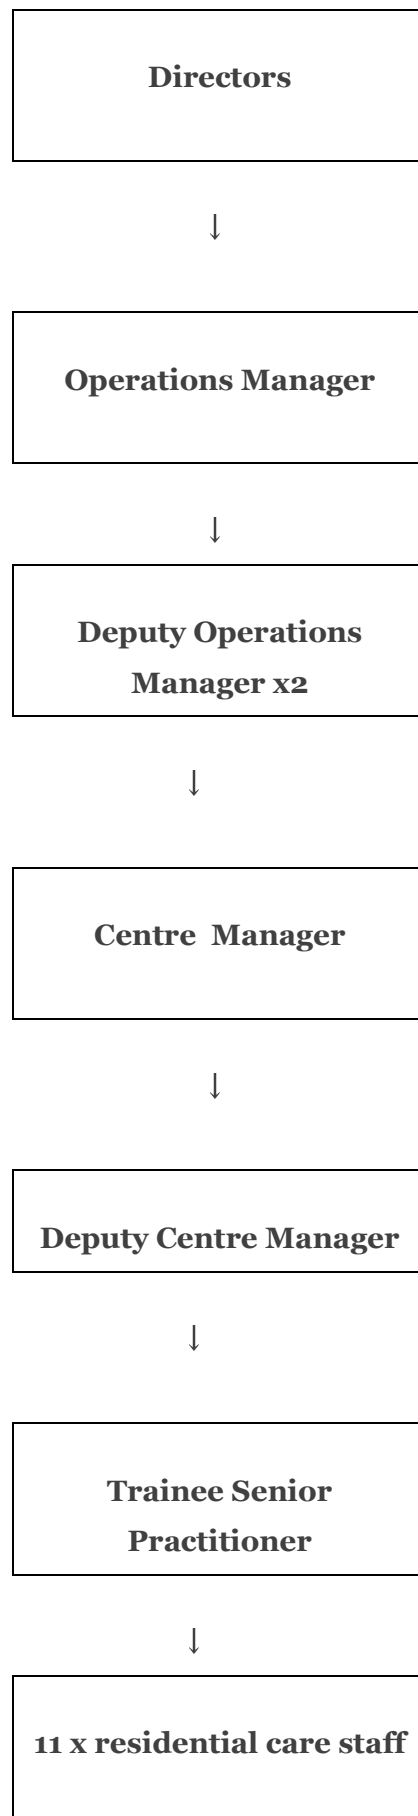 Directors
↓
Operations Manager
↓
Deputy Operations
Manager x2
↓
Centre Manager
↓
Deputy Centre Manager
↓
Trainee Senior
Practitioner
↓
11 x residential care staff